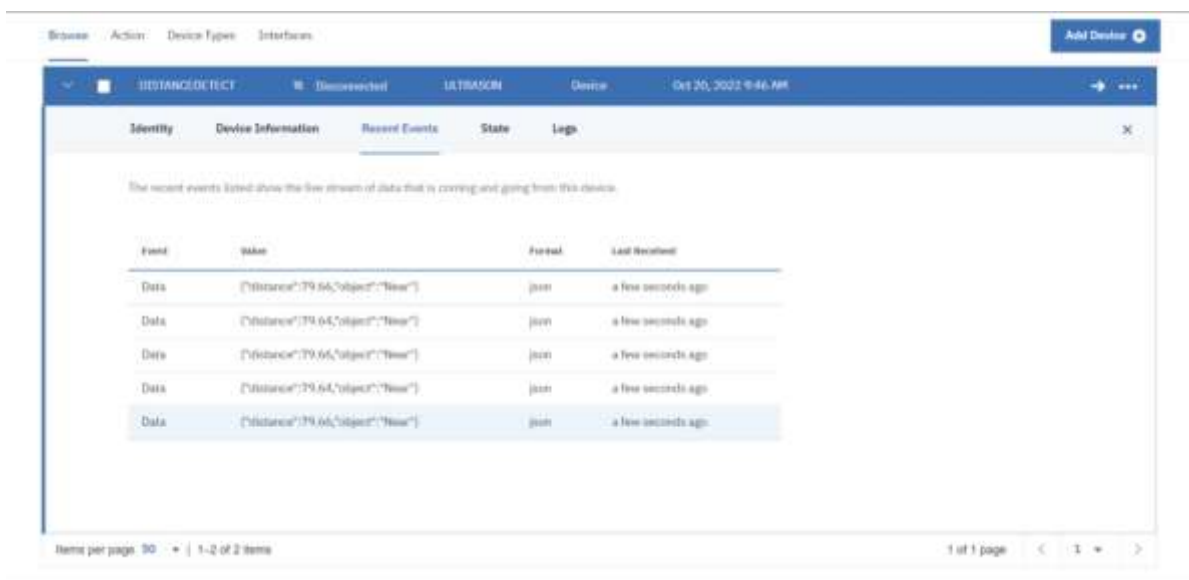 Browse Action Device Types Interfaces Add Device
DISTANCEDETECT Disconnected ULTRASON Device Oct 20, 2022 9:46 AM
Identity Device Information Recent Events State Logs
The recent events listed show the live stream of data that is coming and going from this device.
Event Value Format Last Received
Data {"distance":79.66,"object":"Near"} json a few seconds ago
Data {"distance":79.64,"object":"Near"} json a few seconds ago
Data {"distance":79.66,"object":"Near"} json a few seconds ago
Data {"distance":79.64,"object":"Near"} json a few seconds ago
Data {"distance":79.66,"object":"Near"} json a few seconds ago
Items per page 50 | 1–2 of 2 items 1 of 1 page 1